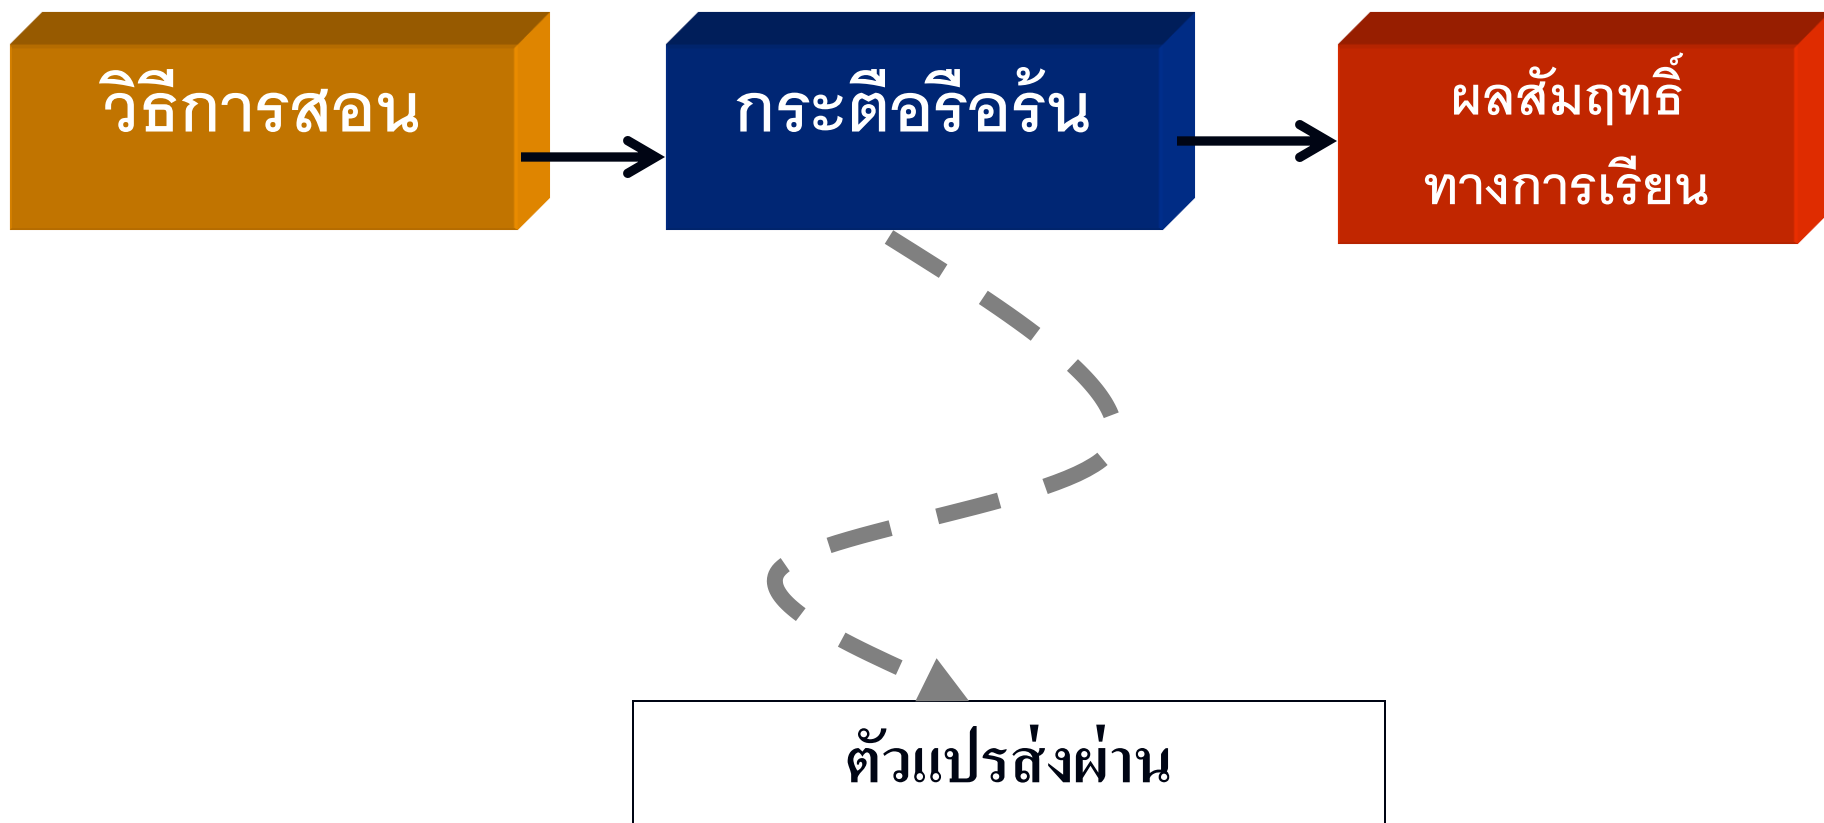 วิธีการสอน
กระตือรือร้น
ผลสัมฤทธิ์
ทางการเรียน
ตัวแปรส่งผ่าน